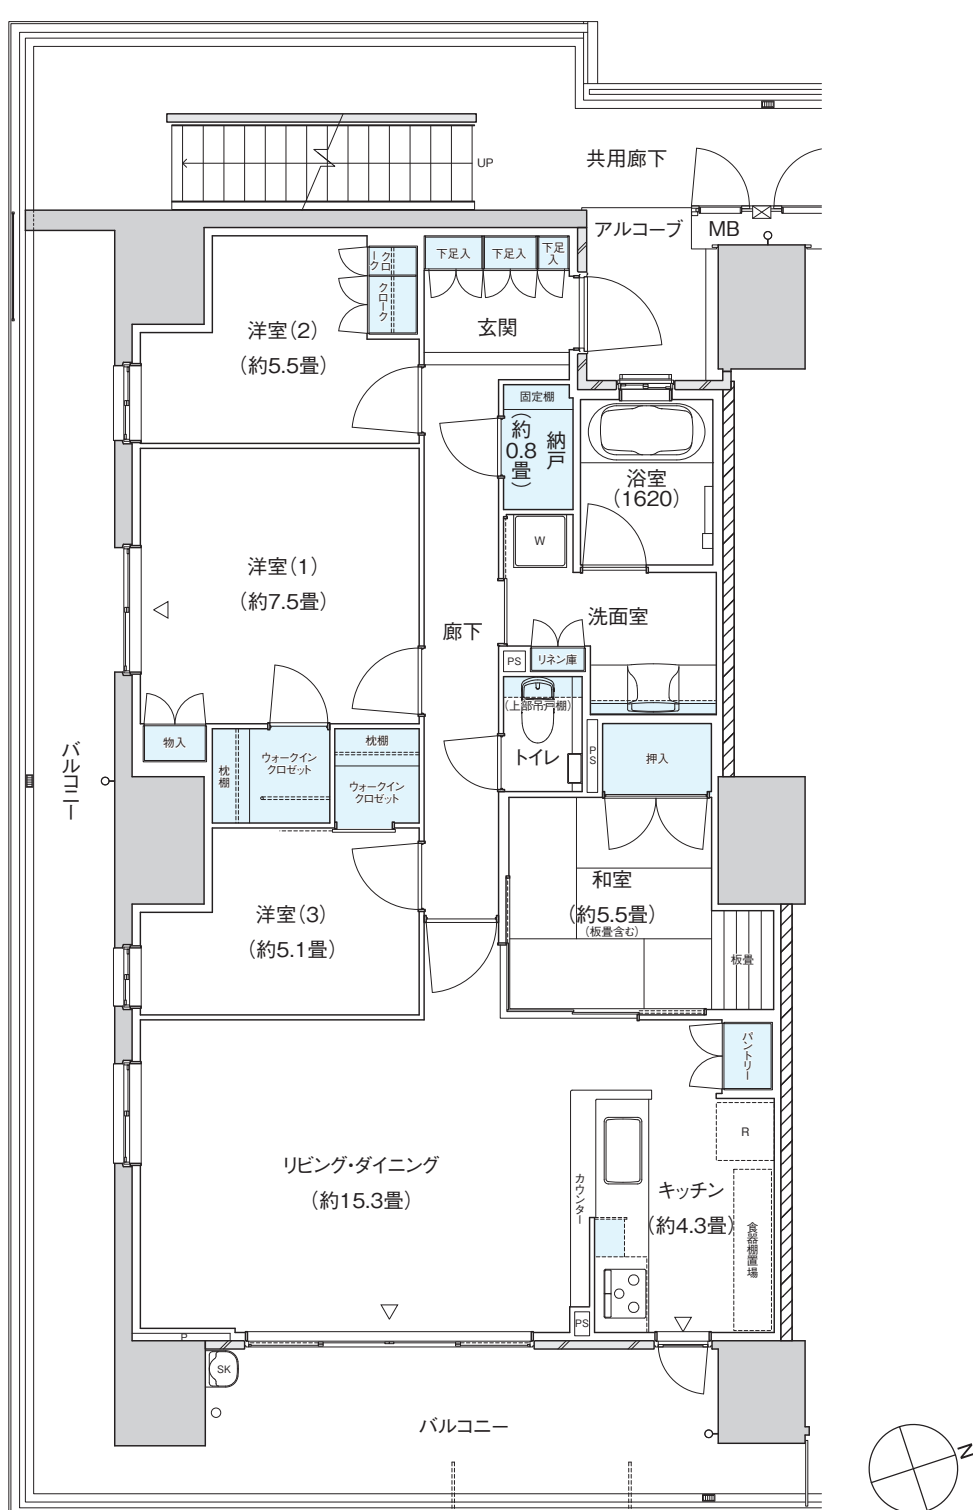 UP
共用廊下
アルコーブ
MB
下足入
下足入
下足
入
クロ
ーク
クローク
玄関
洋室(2)
(約5.5畳)
固定棚
納戸
(約0.8畳)
浴室
(1620)
W
洋室(1)
(約7.5畳)
廊下
洗面室
PS
リネン庫
(上部吊戸棚)
トイレ
PS
押入
物入
枕棚
ウォークイン
クロゼット
枕棚
ウォークイン
クロゼット
バルコニー
和室
(約5.5畳)
(板畳含む)
板畳
洋室(3)
(約5.1畳)
パントリー
R
リビング・ダイニング
(約15.3畳)
カウンター
キッチン
(約4.3畳)
食器棚置場
PS
P
SK
バルコニー
N